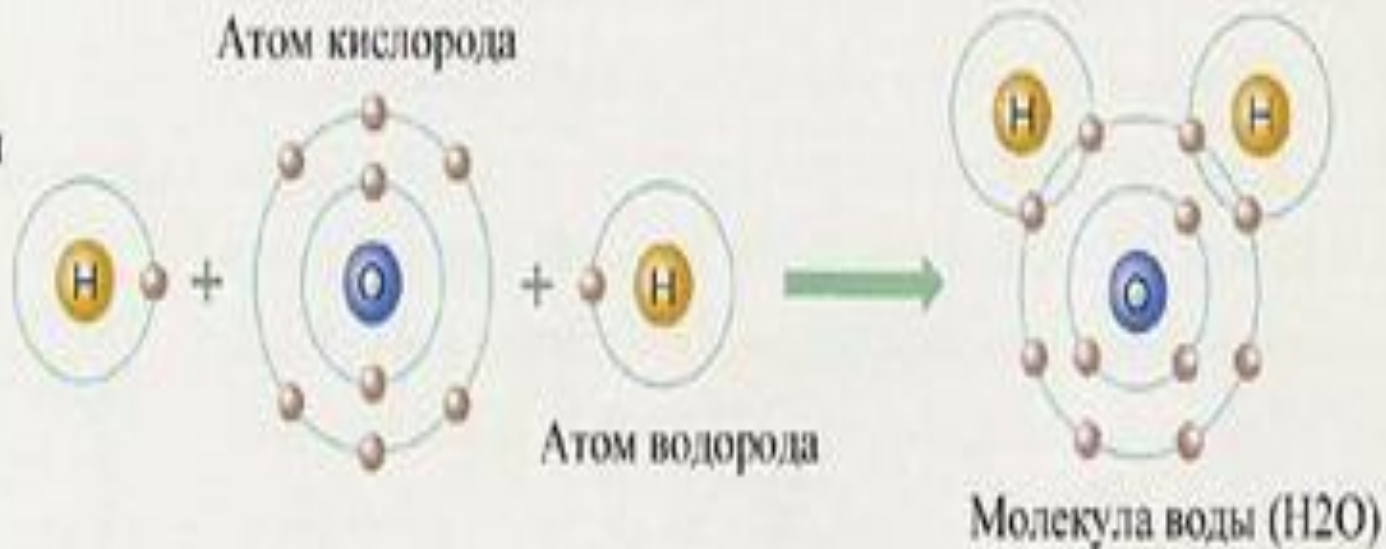 Атом кислорода
H + O + H
H H
O
Атом водорода
Молекула воды (H2O)